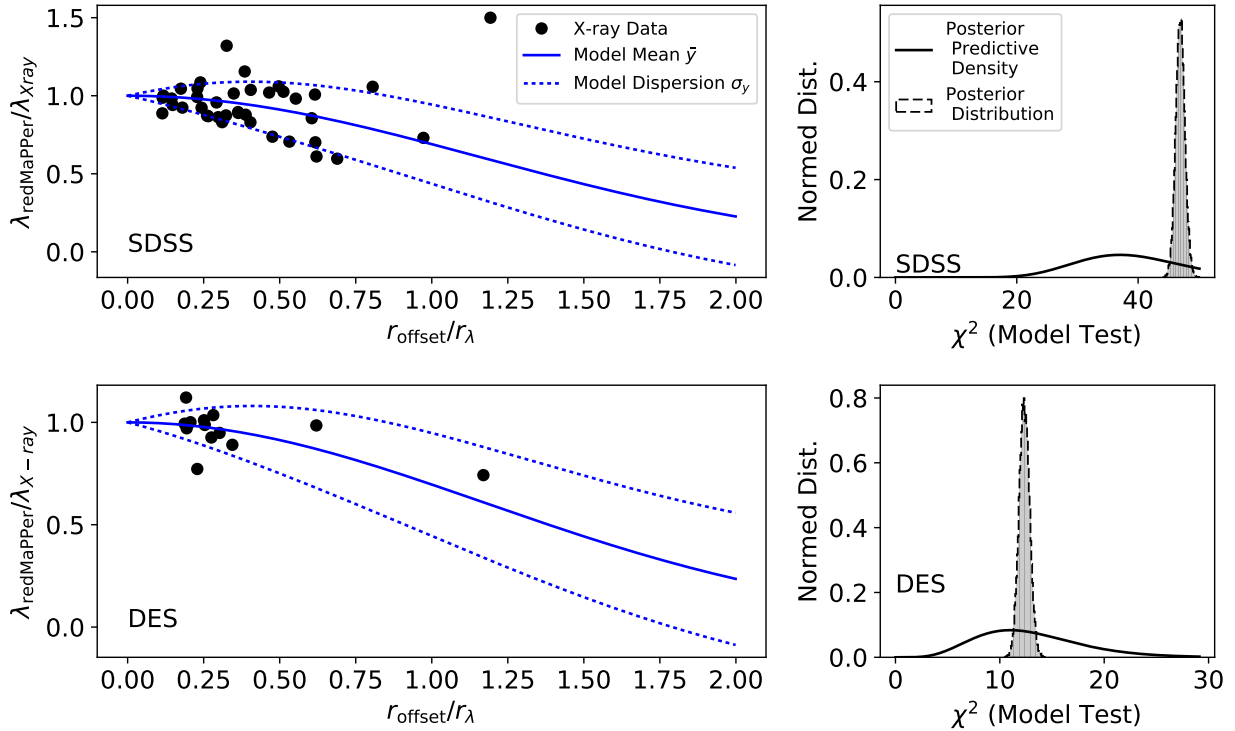 1.5
1.0
0.5
0.0
λredMaPPer/λXray
X-ray Data
Model Mean ȳ
Model Dispersion σy
SDSS
0.00 0.25 0.50 0.75 1.00 1.25 1.50 1.75 2.00
roffset/rλ
0.4
0.2
0.0
Normed Dist.
Posterior
Predictive
Density
Posterior
Distribution
SDSS
0 20 40
χ² (Model Test)
1.0
0.5
0.0
λredMaPPer/λX−ray
DES
0.00 0.25 0.50 0.75 1.00 1.25 1.50 1.75 2.00
roffset/rλ
0.8
0.6
0.4
0.2
0.0
Normed Dist.
DES
0 10 20 30
χ² (Model Test)